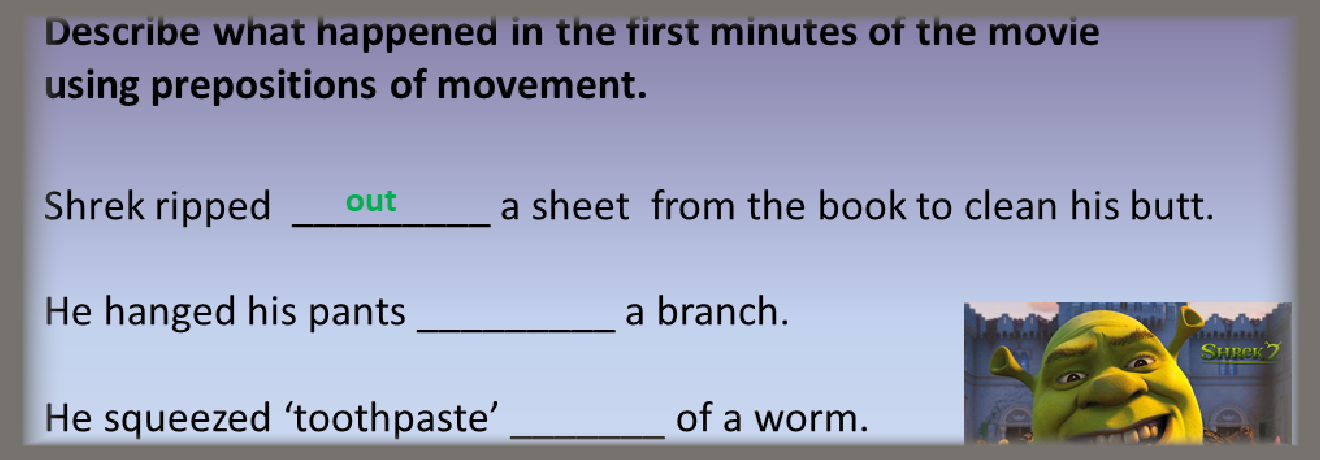 Describe what happened in the first minutes of the movie
using prepositions of movement.
Shrek ripped out a sheet from the book to clean his butt.
He hanged his pants _________ a branch.
He squeezed ‘toothpaste’ _______ of a worm.
SHREK 2